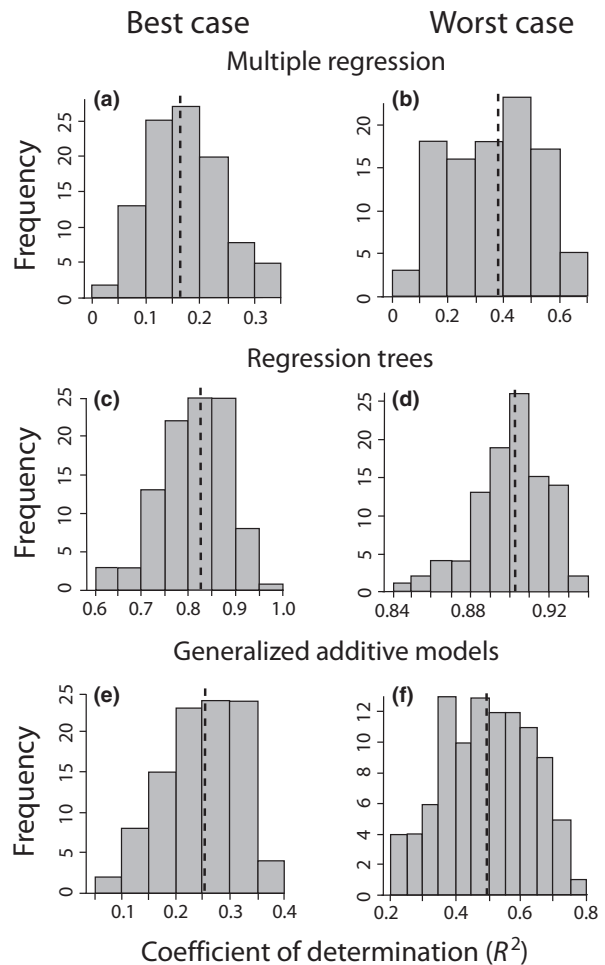 Best case Worst case
Multiple regression
(a) (b)
Frequency
0 5 10 15 20 25
0 0.1 0.2 0.3
0 5 10 15 20
0 0.2 0.4 0.6
Regression trees
(c) (d)
Frequency
0 5 10 15 20 25
0.6 0.7 0.8 0.9 1.0
0 5 10 15 20 25
0.84 0.88 0.92
Generalized additive models
(e) (f)
Frequency
0 5 10 15 20 25
0.1 0.2 0.3 0.4
0 2 4 6 8 10 12
0.2 0.4 0.6 0.8
Coefficient of determination (R²)